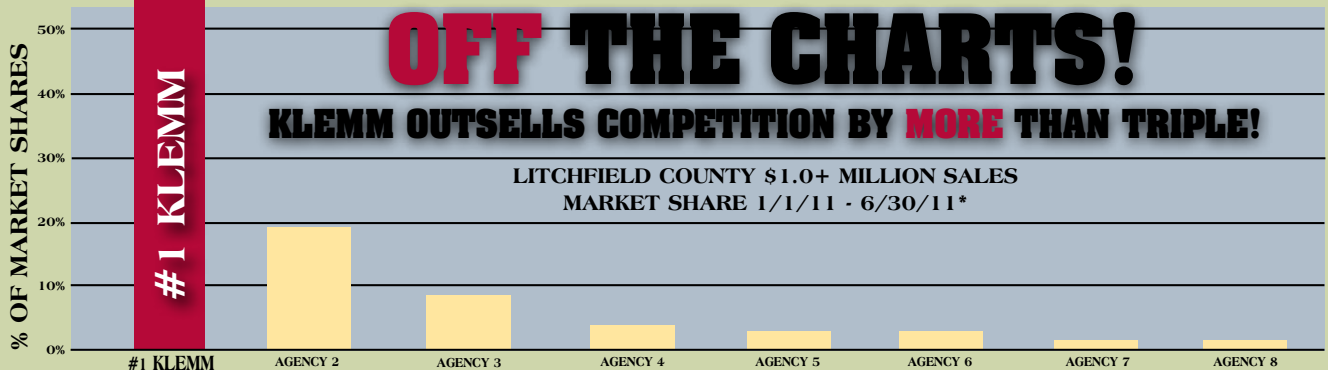 OFF THE CHARTS!
KLEMM OUTSELLS COMPETITION BY MORE THAN TRIPLE!
LITCHFIELD COUNTY $1.0+ MILLION SALES
MARKET SHARE 1/1/11 - 6/30/11*
% OF MARKET SHARES
50%
40%
30%
20%
10%
0%
#1 KLEMM
#1 KLEMM AGENCY 2 AGENCY 3 AGENCY 4 AGENCY 5 AGENCY 6 AGENCY 7 AGENCY 8